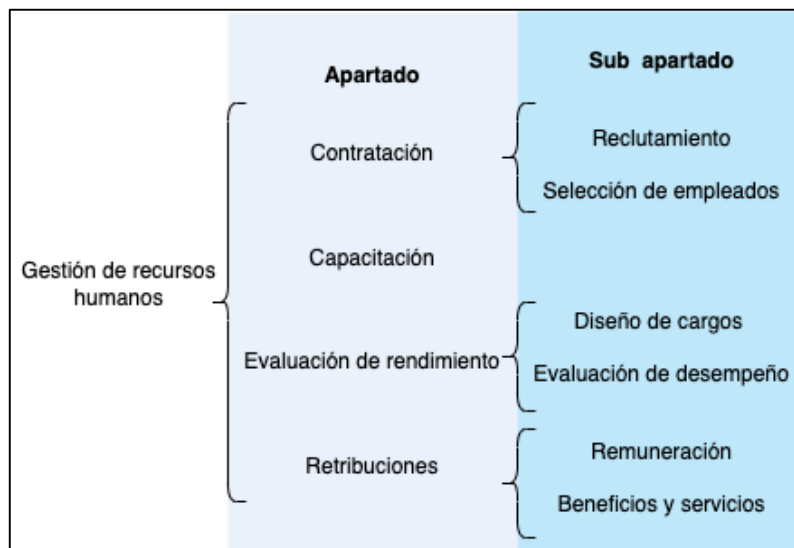 Apartado
Sub apartado
Gestión de recursos
humanos
Contratación
Reclutamiento
Selección de empleados
Capacitación
Evaluación de rendimiento
Diseño de cargos
Evaluación de desempeño
Retribuciones
Remuneración
Beneficios y servicios